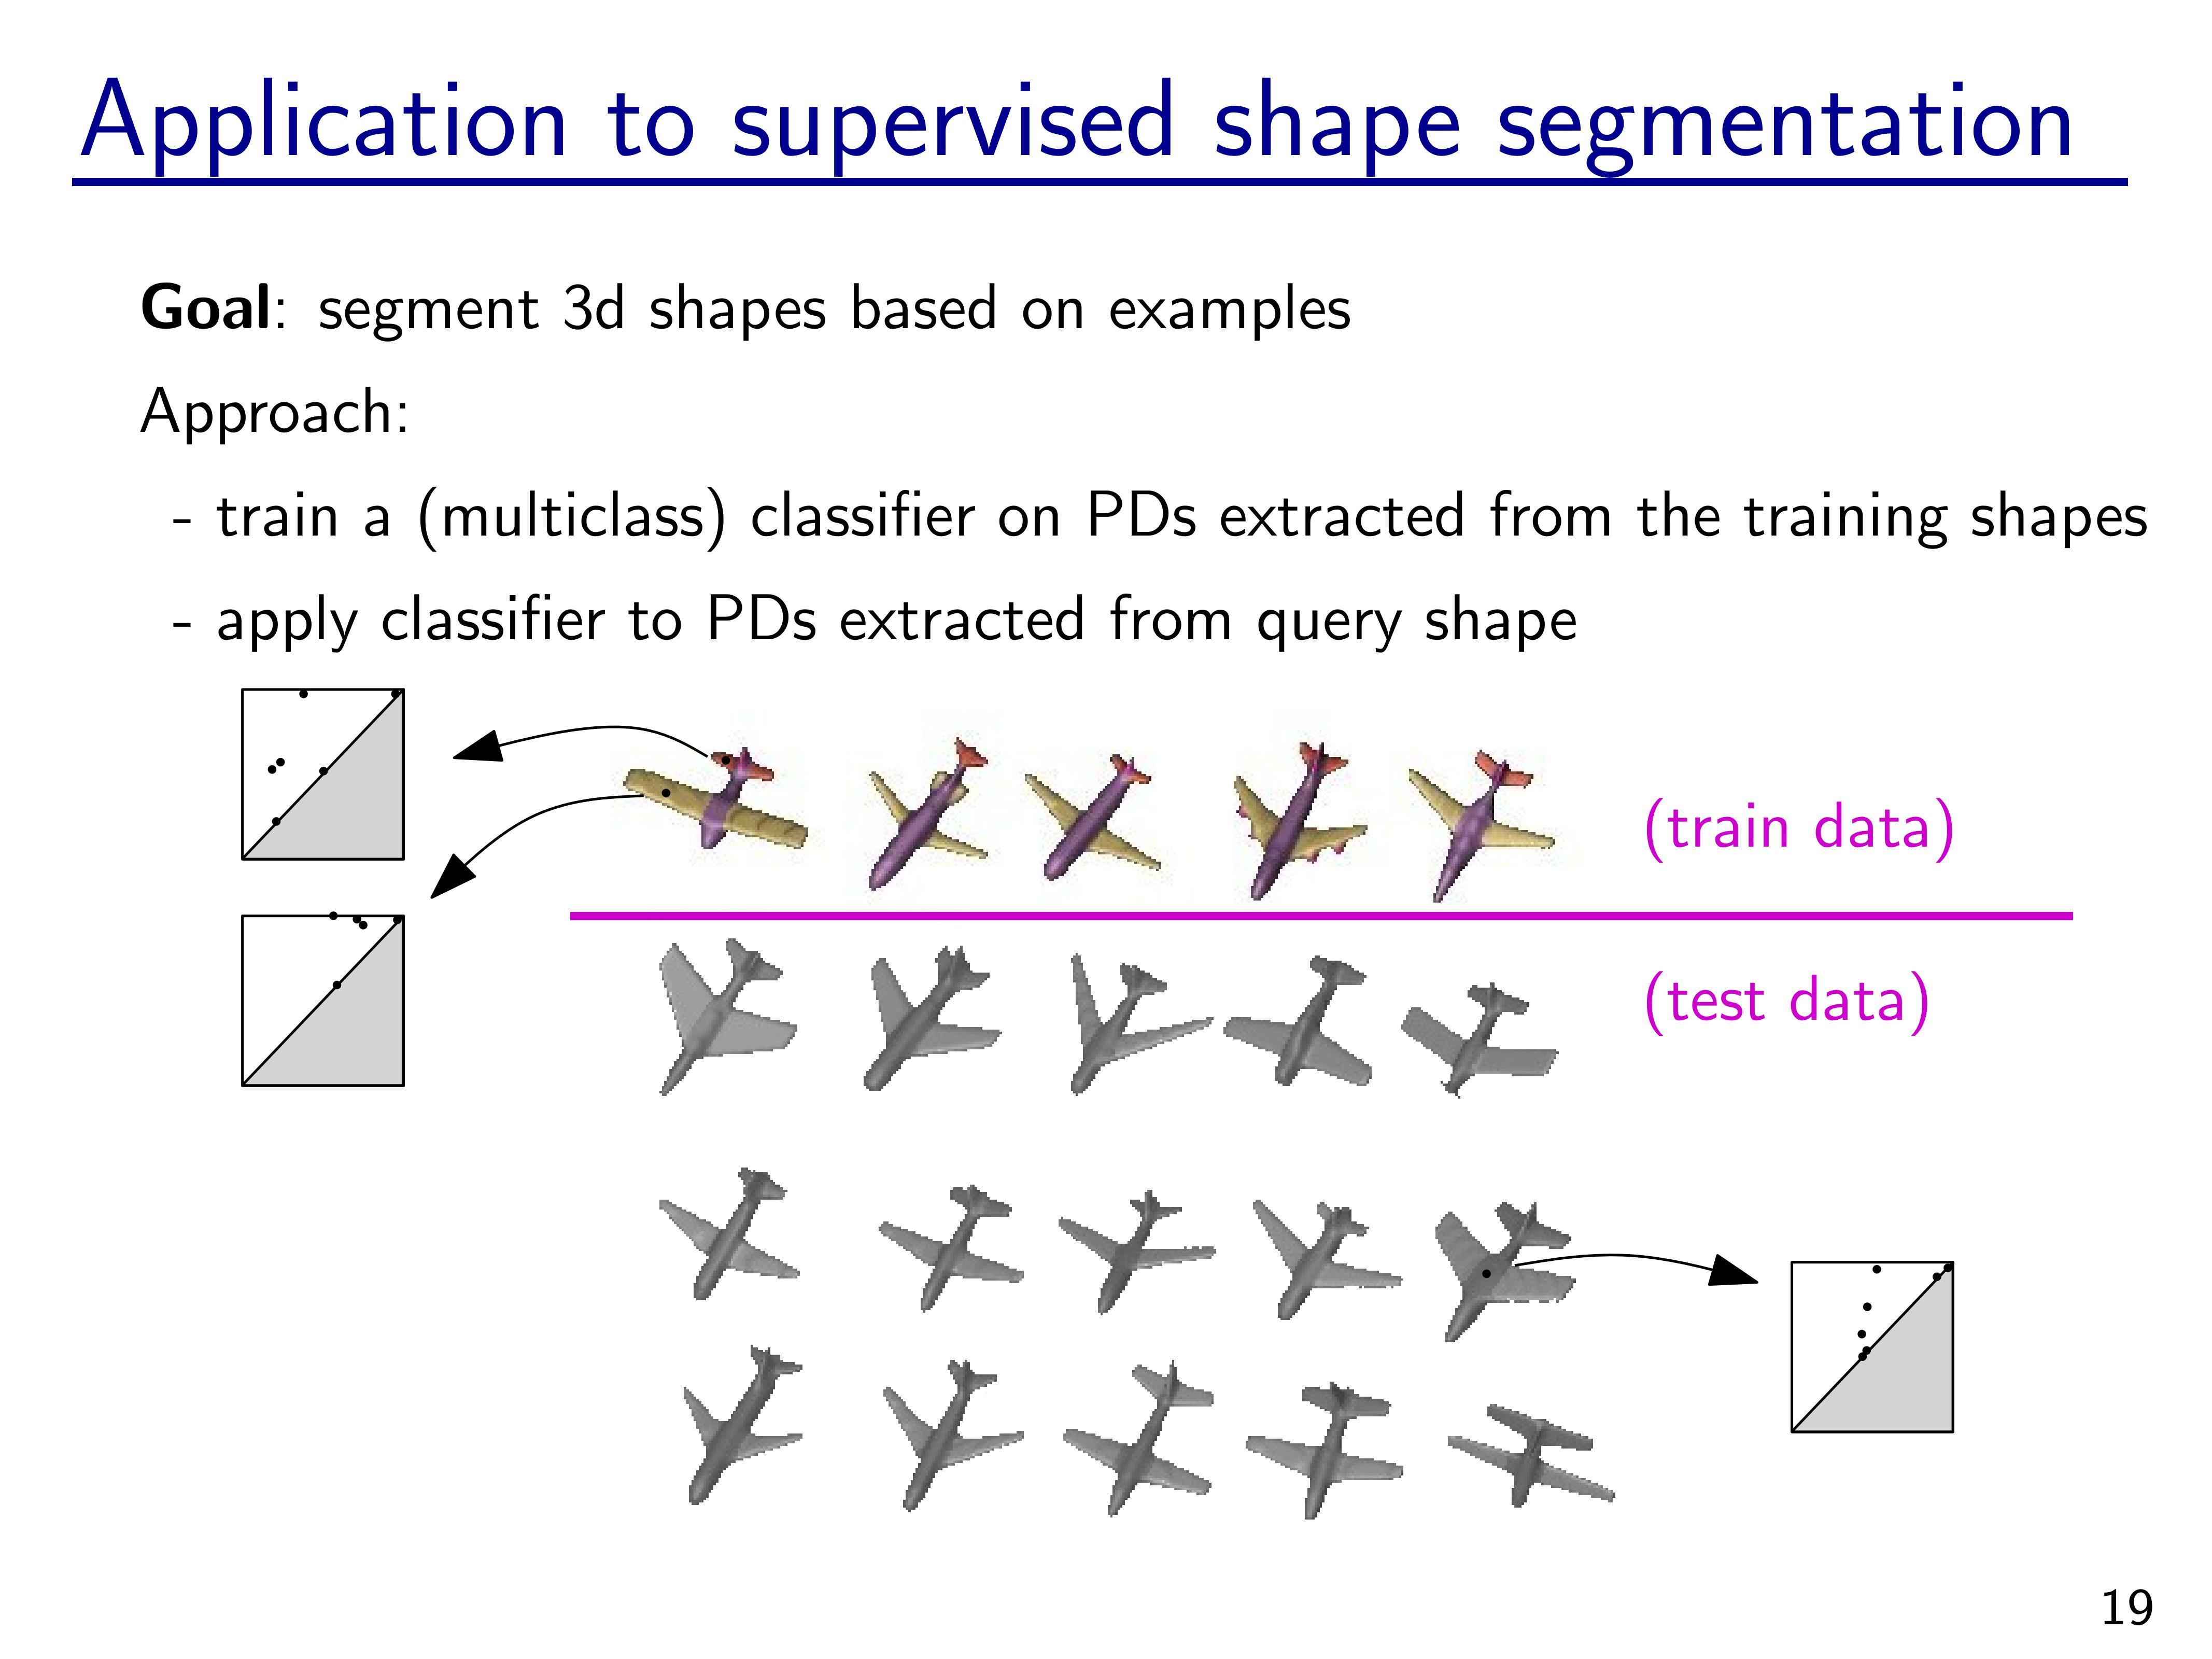 Application to supervised shape segmentation
Goal: segment 3d shapes based on examples
Approach:
- train a (multiclass) classifier on PDs extracted from the training shapes
- apply classifier to PDs extracted from query shape
(train data)
(test data)
19